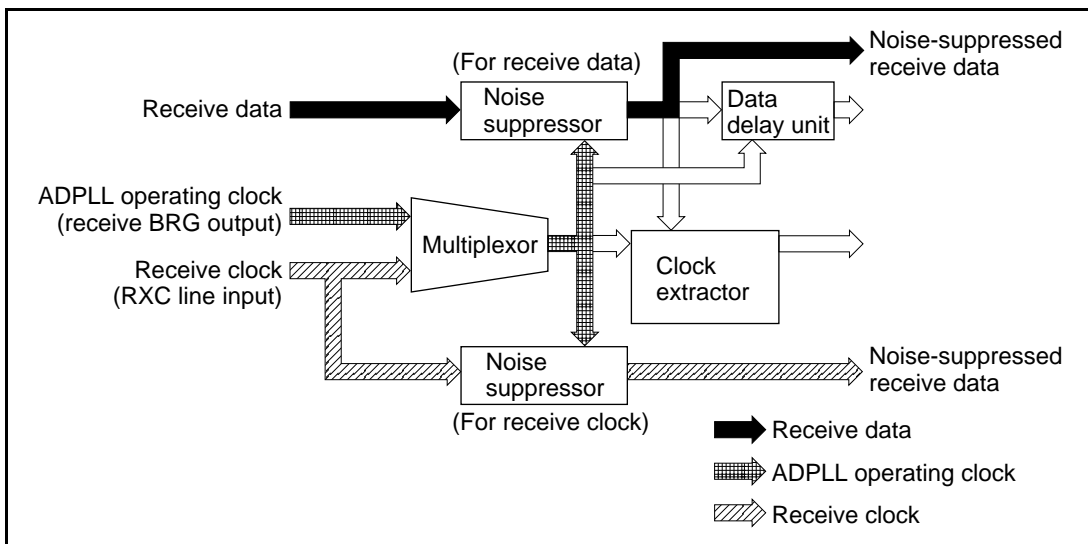 (For receive data)
Noise-suppressed
receive data
Receive data
Noise
suppressor
Data
delay unit
ADPLL operating clock
(receive BRG output)
Multiplexor
Receive clock
(RXC line input)
Clock
extractor
Noise
suppressor
Noise-suppressed
receive data
(For receive clock)
Receive data
ADPLL operating clock
Receive clock